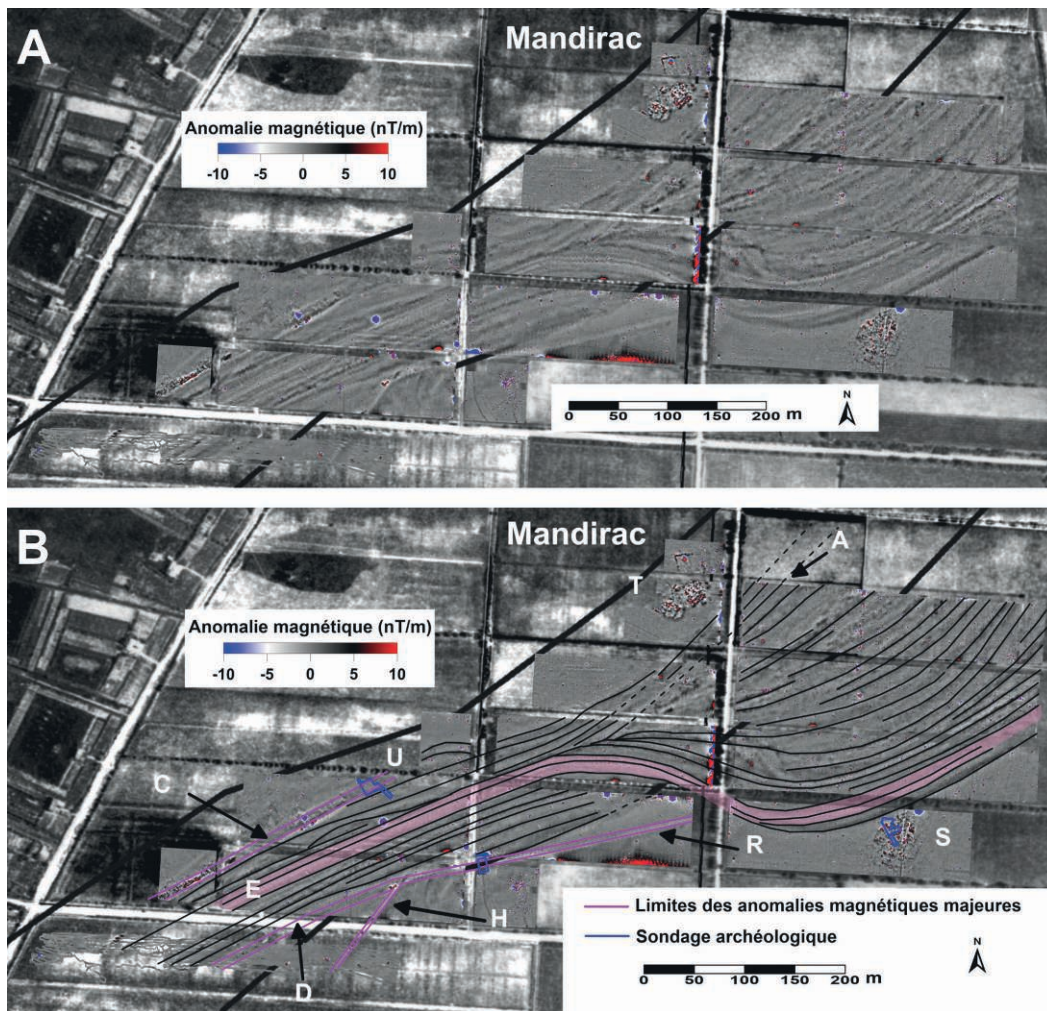 A
Mandirac
Anomalie magnétique (nT/m)
-10 -5 0 5 10
0 50 100 150 200 m
N
B
Mandirac
A
T
Anomalie magnétique (nT/m)
-10 -5 0 5 10
U
C
S
R
E
H
D
Limites des anomalies magnétiques majeures
Sondage archéologique
N
0 50 100 150 200 m